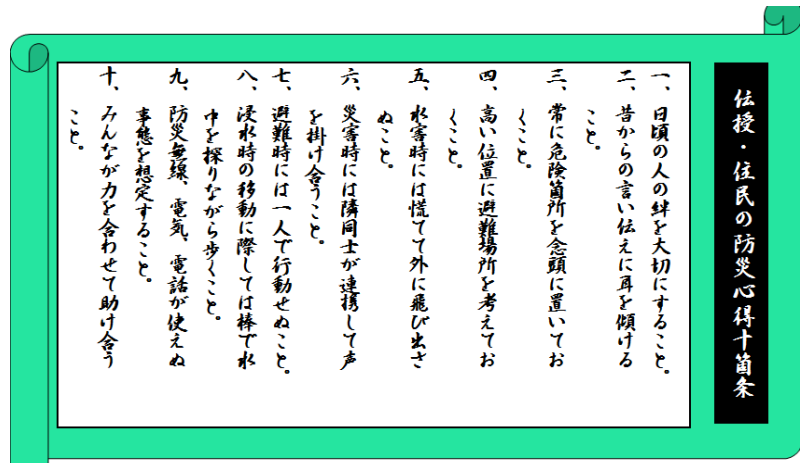 伝授・住民の防災心得十箇条
一、日頃の人の絆を大切にすること。
二、昔からの言い伝えに耳を傾ける
こと。
三、常に危険箇所を念頭に置いてお
くこと。
四、高い位置に避難場所を考えてお
くこと。
五、水害時には慌てて外に飛び出さ
ぬこと。
六、災害時には隣同士が連携して声
を掛け合うこと。
七、避難時には一人で行動せぬこと。
八、浸水時の移動に際しては棒で水
中を探りながら歩くこと。
九、防災無線、電気、電話が使えぬ
事態を想定すること。
十、みんなが力を合わせて助け合う
こと。